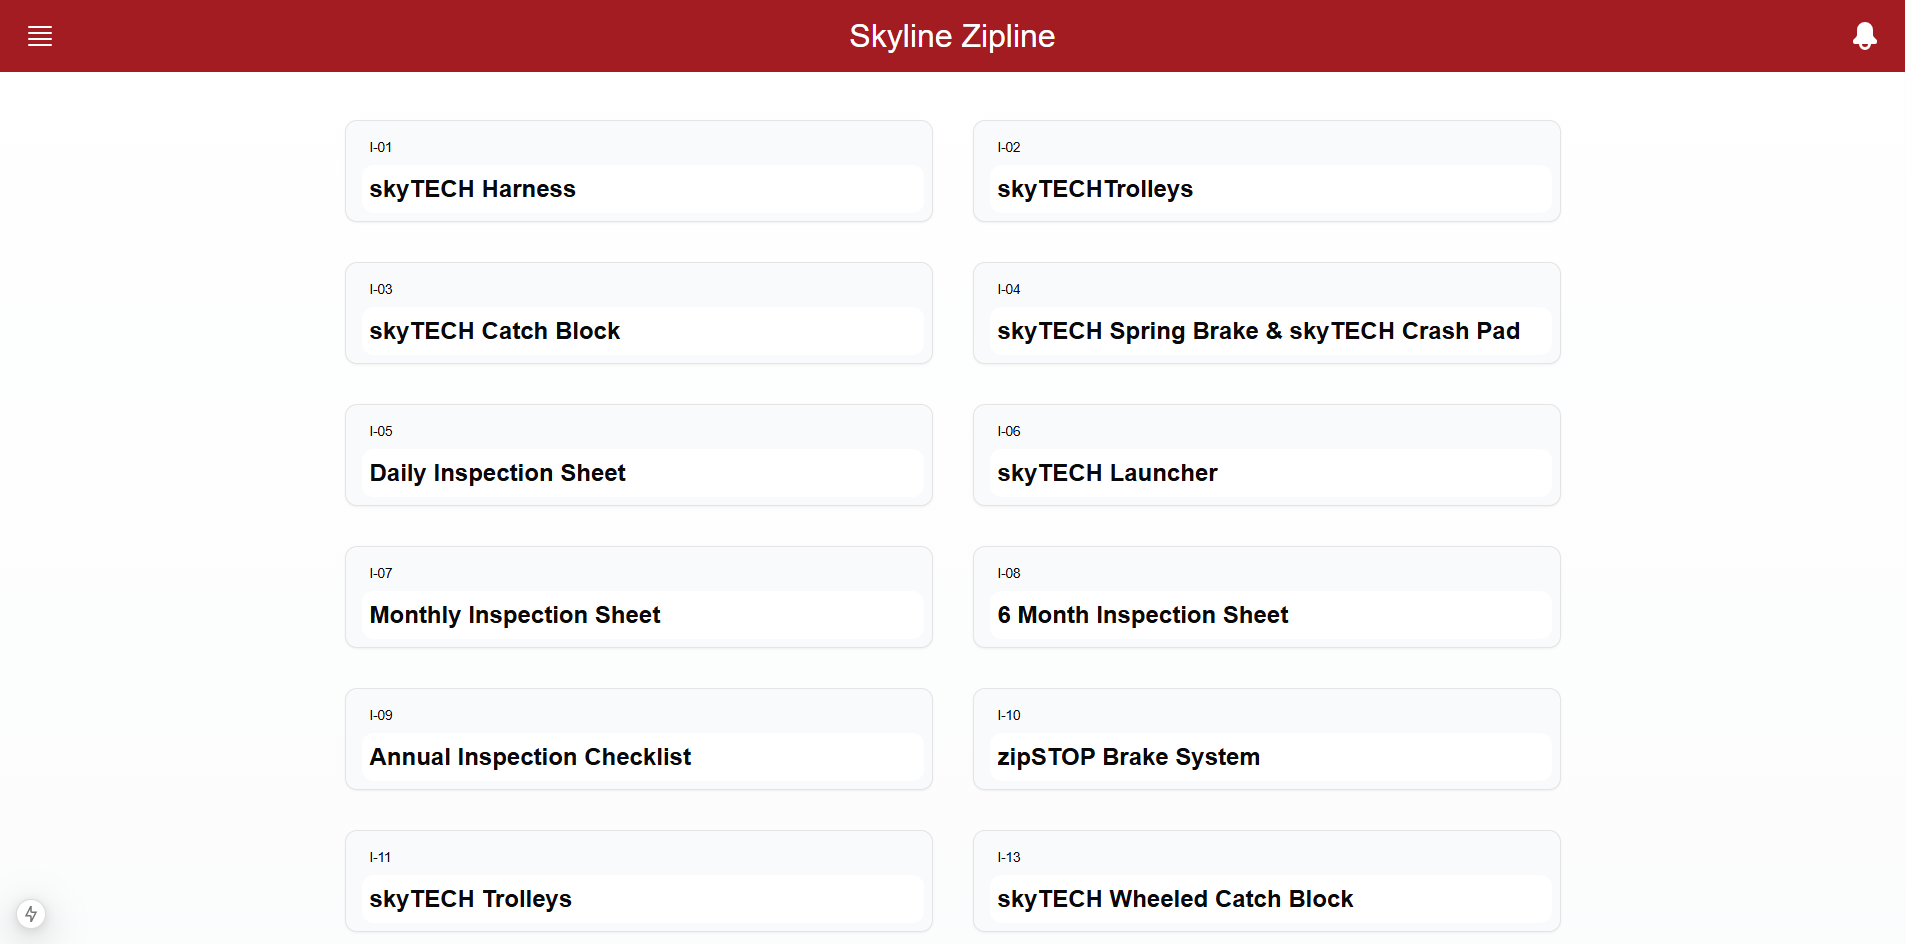 Skyline Zipline
I-01
skyTECH Harness
I-02
skyTECHTrolleys
I-03
skyTECH Catch Block
I-04
skyTECH Spring Brake & skyTECH Crash Pad
I-05
Daily Inspection Sheet
I-06
skyTECH Launcher
I-07
Monthly Inspection Sheet
I-08
6 Month Inspection Sheet
I-09
Annual Inspection Checklist
I-10
zipSTOP Brake System
I-11
skyTECH Trolleys
I-13
skyTECH Wheeled Catch Block